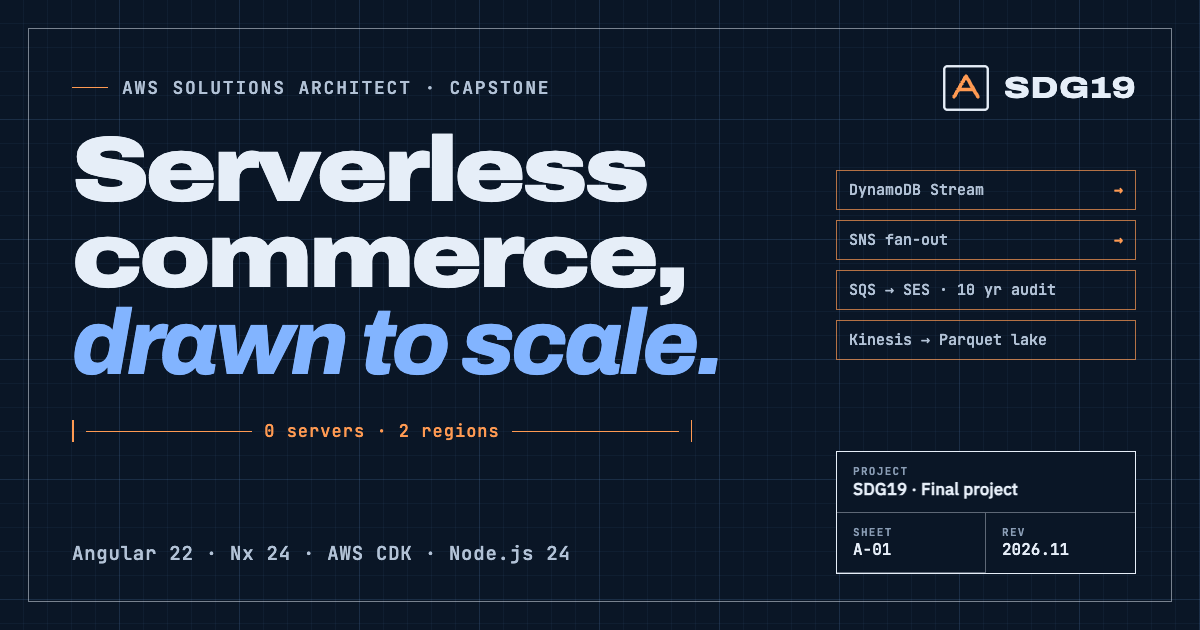 AWS SOLUTIONS ARCHITECT · CAPSTONE
SDG19
Serverless
commerce,
drawn to scale.
0 servers · 2 regions
Angular 22 · Nx 24 · AWS CDK · Node.js 24
DynamoDB Stream →
SNS fan-out →
SQS → SES · 10 yr audit
Kinesis → Parquet lake
PROJECT
SDG19 · Final project
SHEET
A-01
REV
2026.11